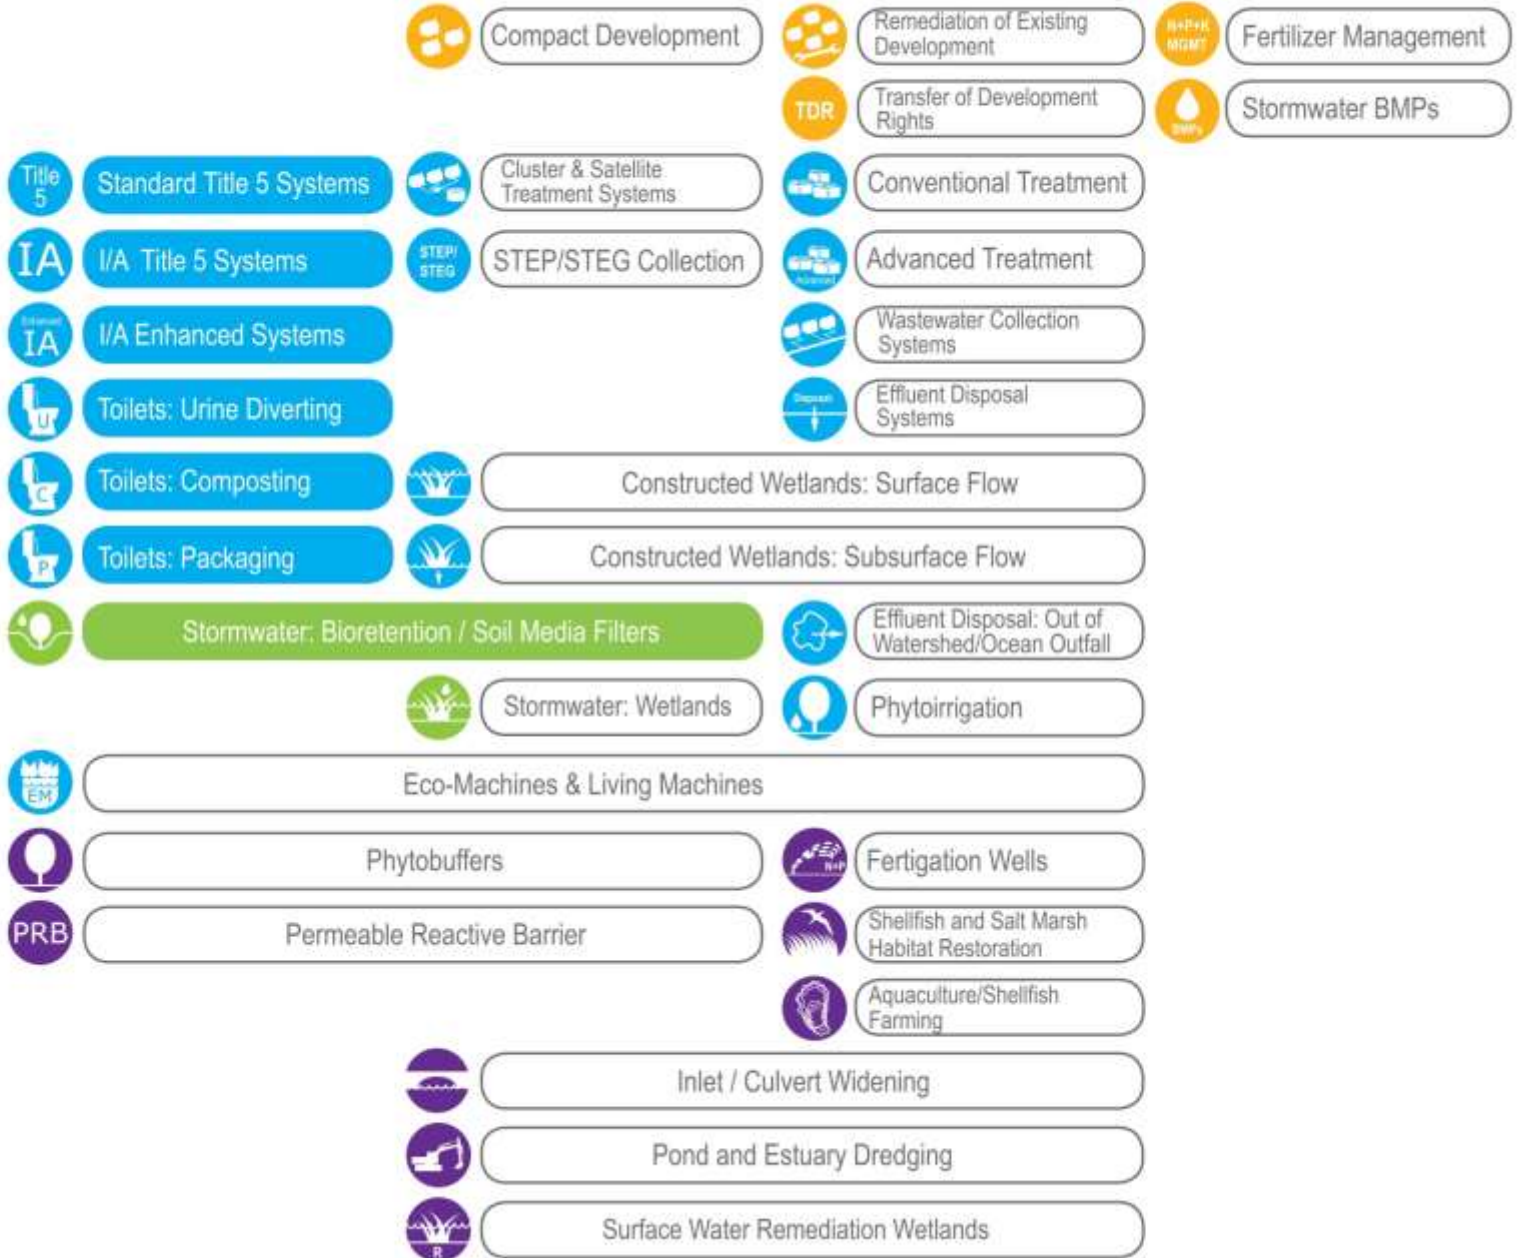 Compact Development
Remediation of Existing
Development
N+P+K
MGMT
Fertilizer Management
TDR
Transfer of Development
Rights
BMPs
Stormwater BMPs
Title
5
Standard Title 5 Systems
Cluster & Satellite
Treatment Systems
Conventional Treatment
IA
I/A Title 5 Systems
STEP/
STEG
STEP/STEG Collection
Advanced
Advanced Treatment
Enhanced
IA
I/A Enhanced Systems
Wastewater Collection
Systems
U
Toilets: Urine Diverting
Disposal
Effluent Disposal
Systems
C
Toilets: Composting
Constructed Wetlands: Surface Flow
P
Toilets: Packaging
Constructed Wetlands: Subsurface Flow
Stormwater: Bioretention / Soil Media Filters
Effluent Disposal: Out of
Watershed/Ocean Outfall
Stormwater: Wetlands
Phytoirrigation
EM
Eco-Machines & Living Machines
Phytobuffers
N+P
Fertigation Wells
PRB
Permeable Reactive Barrier
Shellfish and Salt Marsh
Habitat Restoration
Aquaculture/Shellfish
Farming
Inlet / Culvert Widening
Pond and Estuary Dredging
R
Surface Water Remediation Wetlands